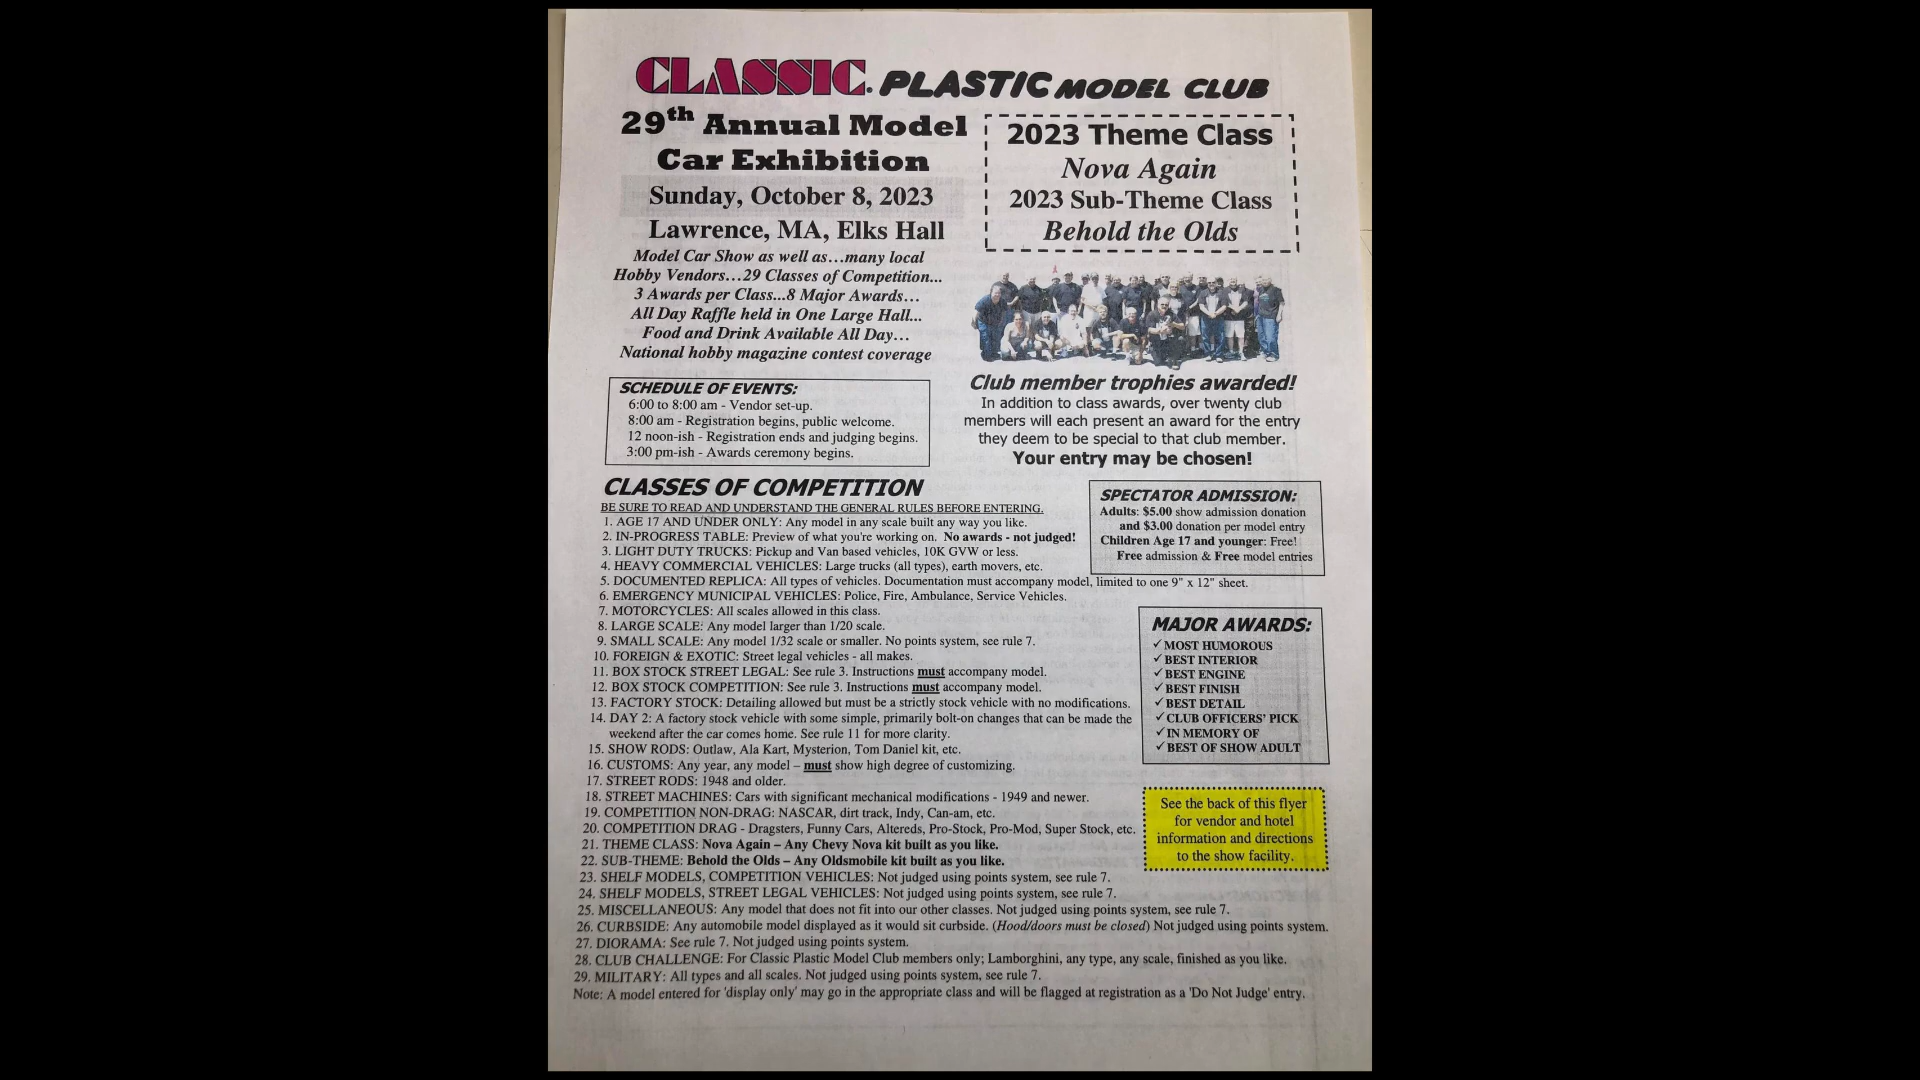 CLASSIC. PLASTIC MODEL CLUB
29th Annual Model
Car Exhibition
Sunday, October 8, 2023
Lawrence, MA, Elks Hall
Model Car Show as well as…many local
Hobby Vendors…29 Classes of Competition...
3 Awards per Class...8 Major Awards…
All Day Raffle held in One Large Hall...
Food and Drink Available All Day…
National hobby magazine contest coverage
2023 Theme Class
Nova Again
2023 Sub-Theme Class
Behold the Olds
SCHEDULE OF EVENTS:
6:00 to 8:00 am - Vendor set-up.
8:00 am - Registration begins, public welcome.
12 noon-ish - Registration ends and judging begins.
3:00 pm-ish - Awards ceremony begins.
Club member trophies awarded!
In addition to class awards, over twenty club
members will each present an award for the entry
they deem to be special to that club member.
Your entry may be chosen!
CLASSES OF COMPETITION
BE SURE TO READ AND UNDERSTAND THE GENERAL RULES BEFORE ENTERING.
1. AGE 17 AND UNDER ONLY: Any model in any scale built any way you like.
2. IN-PROGRESS TABLE: Preview of what you're working on. No awards - not judged!
3. LIGHT DUTY TRUCKS: Pickup and Van based vehicles, 10K GVW or less.
4. HEAVY COMMERCIAL VEHICLES: Large trucks (all types), earth movers, etc.
5. DOCUMENTED REPLICA: All types of vehicles. Documentation must accompany model, limited to one 9" x 12" sheet.
6. EMERGENCY MUNICIPAL VEHICLES: Police, Fire, Ambulance, Service Vehicles.
7. MOTORCYCLES: All scales allowed in this class.
8. LARGE SCALE: Any model larger than 1/20 scale.
9. SMALL SCALE: Any model 1/32 scale or smaller. No points system, see rule 7.
10. FOREIGN & EXOTIC: Street legal vehicles - all makes.
11. BOX STOCK STREET LEGAL: See rule 3. Instructions must accompany model.
12. BOX STOCK COMPETITION: See rule 3. Instructions must accompany model.
13. FACTORY STOCK: Detailing allowed but must be a strictly stock vehicle with no modifications.
14. DAY 2: A factory stock vehicle with some simple, primarily bolt-on changes that can be made the
weekend after the car comes home. See rule 11 for more clarity.
15. SHOW RODS: Outlaw, Ala Kart, Mysterion, Tom Daniel kit, etc.
16. CUSTOMS: Any year, any model – must show high degree of customizing.
17. STREET RODS: 1948 and older.
18. STREET MACHINES: Cars with significant mechanical modifications - 1949 and newer.
19. COMPETITION NON-DRAG: NASCAR, dirt track, Indy, Can-am, etc.
20. COMPETITION DRAG - Dragsters, Funny Cars, Altereds, Pro-Stock, Pro-Mod, Super Stock, etc.
21. THEME CLASS: Nova Again – Any Chevy Nova kit built as you like.
22. SUB-THEME: Behold the Olds – Any Oldsmobile kit built as you like.
23. SHELF MODELS, COMPETITION VEHICLES: Not judged using points system, see rule 7.
24. SHELF MODELS, STREET LEGAL VEHICLES: Not judged using points system, see rule 7.
25. MISCELLANEOUS: Any model that does not fit into our other classes. Not judged using points system, see rule 7.
26. CURBSIDE: Any automobile model displayed as it would sit curbside. (Hood/doors must be closed) Not judged using points system.
27. DIORAMA: See rule 7. Not judged using points system.
28. CLUB CHALLENGE: For Classic Plastic Model Club members only; Lamborghini, any type, any scale, finished as you like.
29. MILITARY: All types and all scales. Not judged using points system, see rule 7.
Note: A model entered for 'display only' may go in the appropriate class and will be flagged at registration as a 'Do Not Judge' entry.
SPECTATOR ADMISSION:
Adults: $5.00 show admission donation
and $3.00 donation per model entry
Children Age 17 and younger: Free!
Free admission & Free model entries
MAJOR AWARDS:
✓MOST HUMOROUS
✓BEST INTERIOR
✓BEST ENGINE
✓BEST FINISH
✓BEST DETAIL
✓CLUB OFFICERS' PICK
✓IN MEMORY OF
✓BEST OF SHOW ADULT
See the back of this flyer
for vendor and hotel
information and directions
to the show facility.